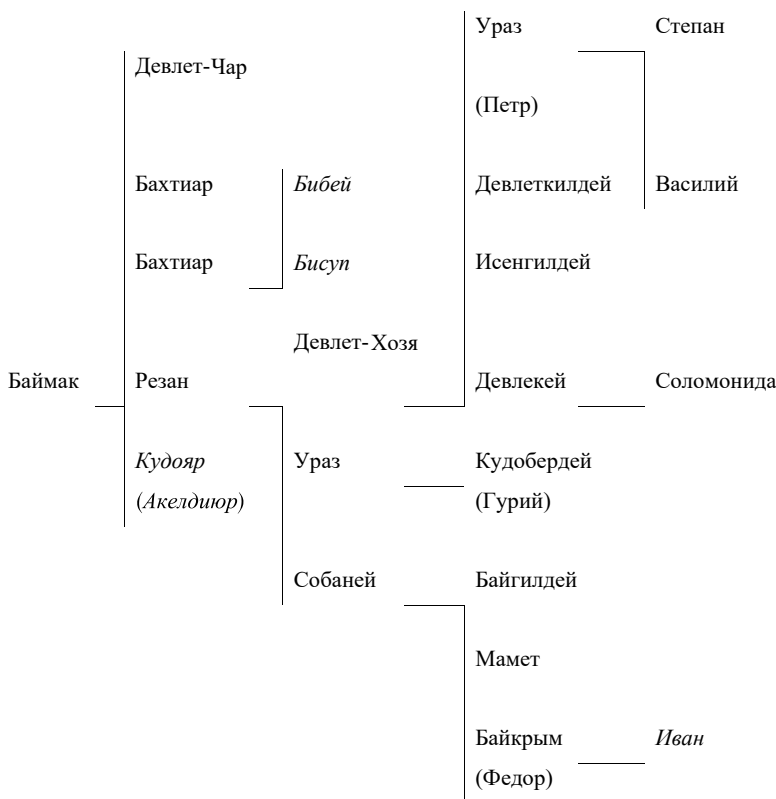 Ураз Степан
Девлет-Чар
(Петр)
Бахтиар Бибей Девлеткилдей Василий
Бахтиар Бисуп Исенгилдей
Девлет-Хозя
Баймак Резан Девлекей Соломонида
Кудояр Ураз Кудобердей
(Акелдиюр) (Гурий)
Собаней Байгилдей
Мамет
Байкрым Иван
(Федор)